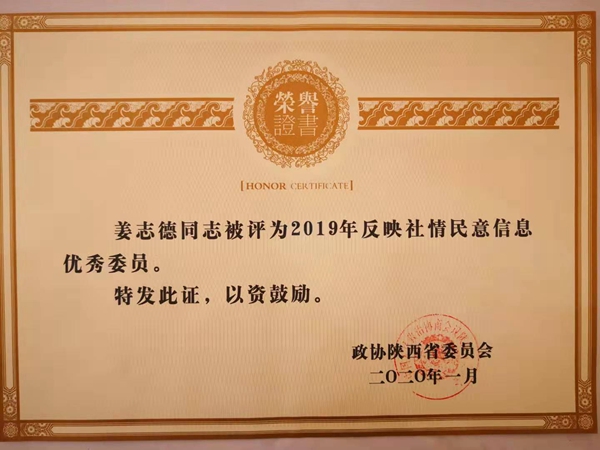 榮譽
證書
[HONOR CERTIFICATE]
姜志德同志被评为2019年反映社情民意信息
优秀委员。
特发此证，以资鼓励。
政协陕西省委员会
二〇二〇年一月